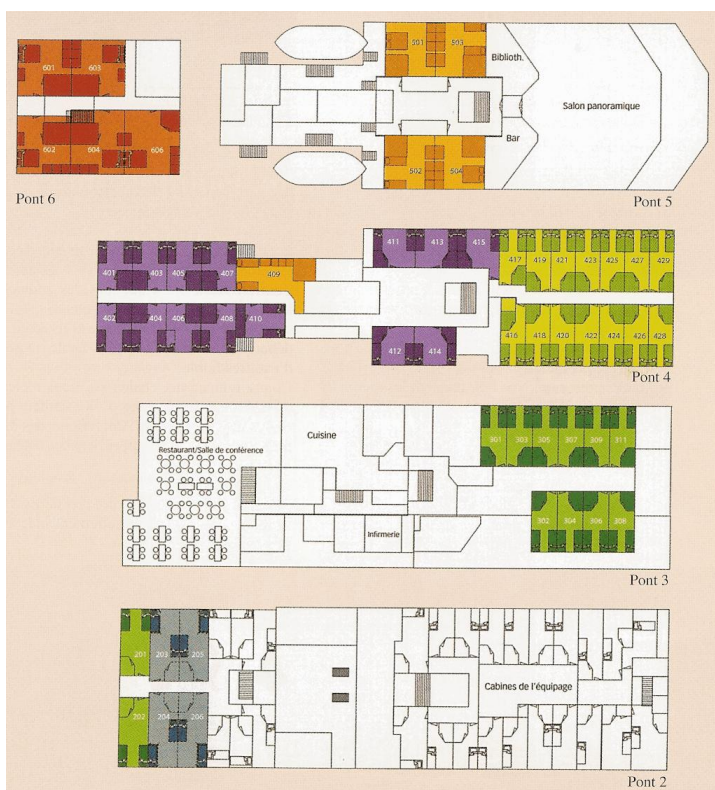 601 603
602 604 606
Pont 6
501 503
Biblioth.
Salon panoramique
Bar
502 504
Pont 5
401 403 405 407
409
411 413 415
417 419 421 423 425 427 429
402 404 406 408 410
412 414
416 418 420 422 424 426 428
Pont 4
Cuisine
Restaurant/Salle de conférence
301 303 305 307 309 311
302 304 306 308
Infirmerie
Pont 3
201 203 205
202 204 206
Cabines de l'équipage
Pont 2